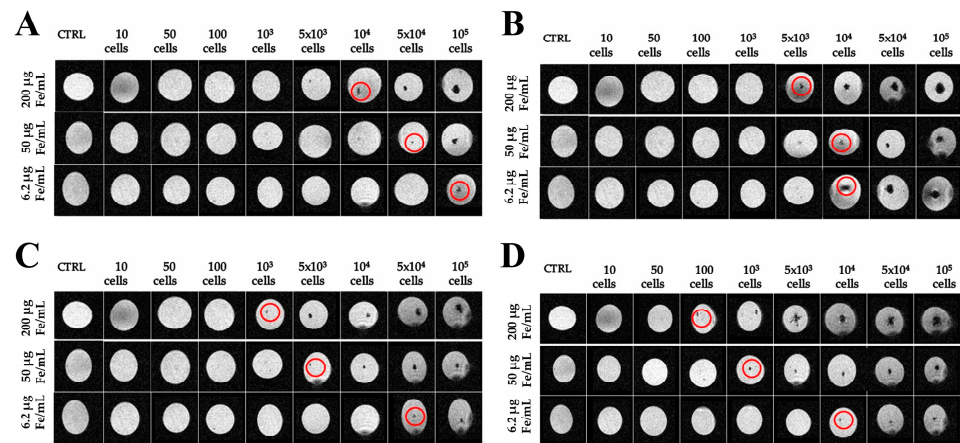 A
CTRL 10 cells 50 cells 100 cells 10³ cells 5x10³ cells 10⁴ cells 5x10⁴ cells 10⁵ cells
200 µg Fe/mL
50 µg Fe/mL
6.2 µg Fe/mL
B
CTRL 10 cells 50 cells 100 cells 10³ cells 5x10³ cells 10⁴ cells 5x10⁴ cells 10⁵ cells
200 µg Fe/mL
50 µg Fe/mL
6.2 µg Fe/mL
C
CTRL 10 cells 50 cells 100 cells 10³ cells 5x10³ cells 10⁴ cells 5x10⁴ cells 10⁵ cells
200 µg Fe/mL
50 µg Fe/mL
6.2 µg Fe/mL
D
CTRL 10 cells 50 cells 100 cells 10³ cells 5x10³ cells 10⁴ cells 5x10⁴ cells 10⁵ cells
200 µg Fe/mL
50 µg Fe/mL
6.2 µg Fe/mL